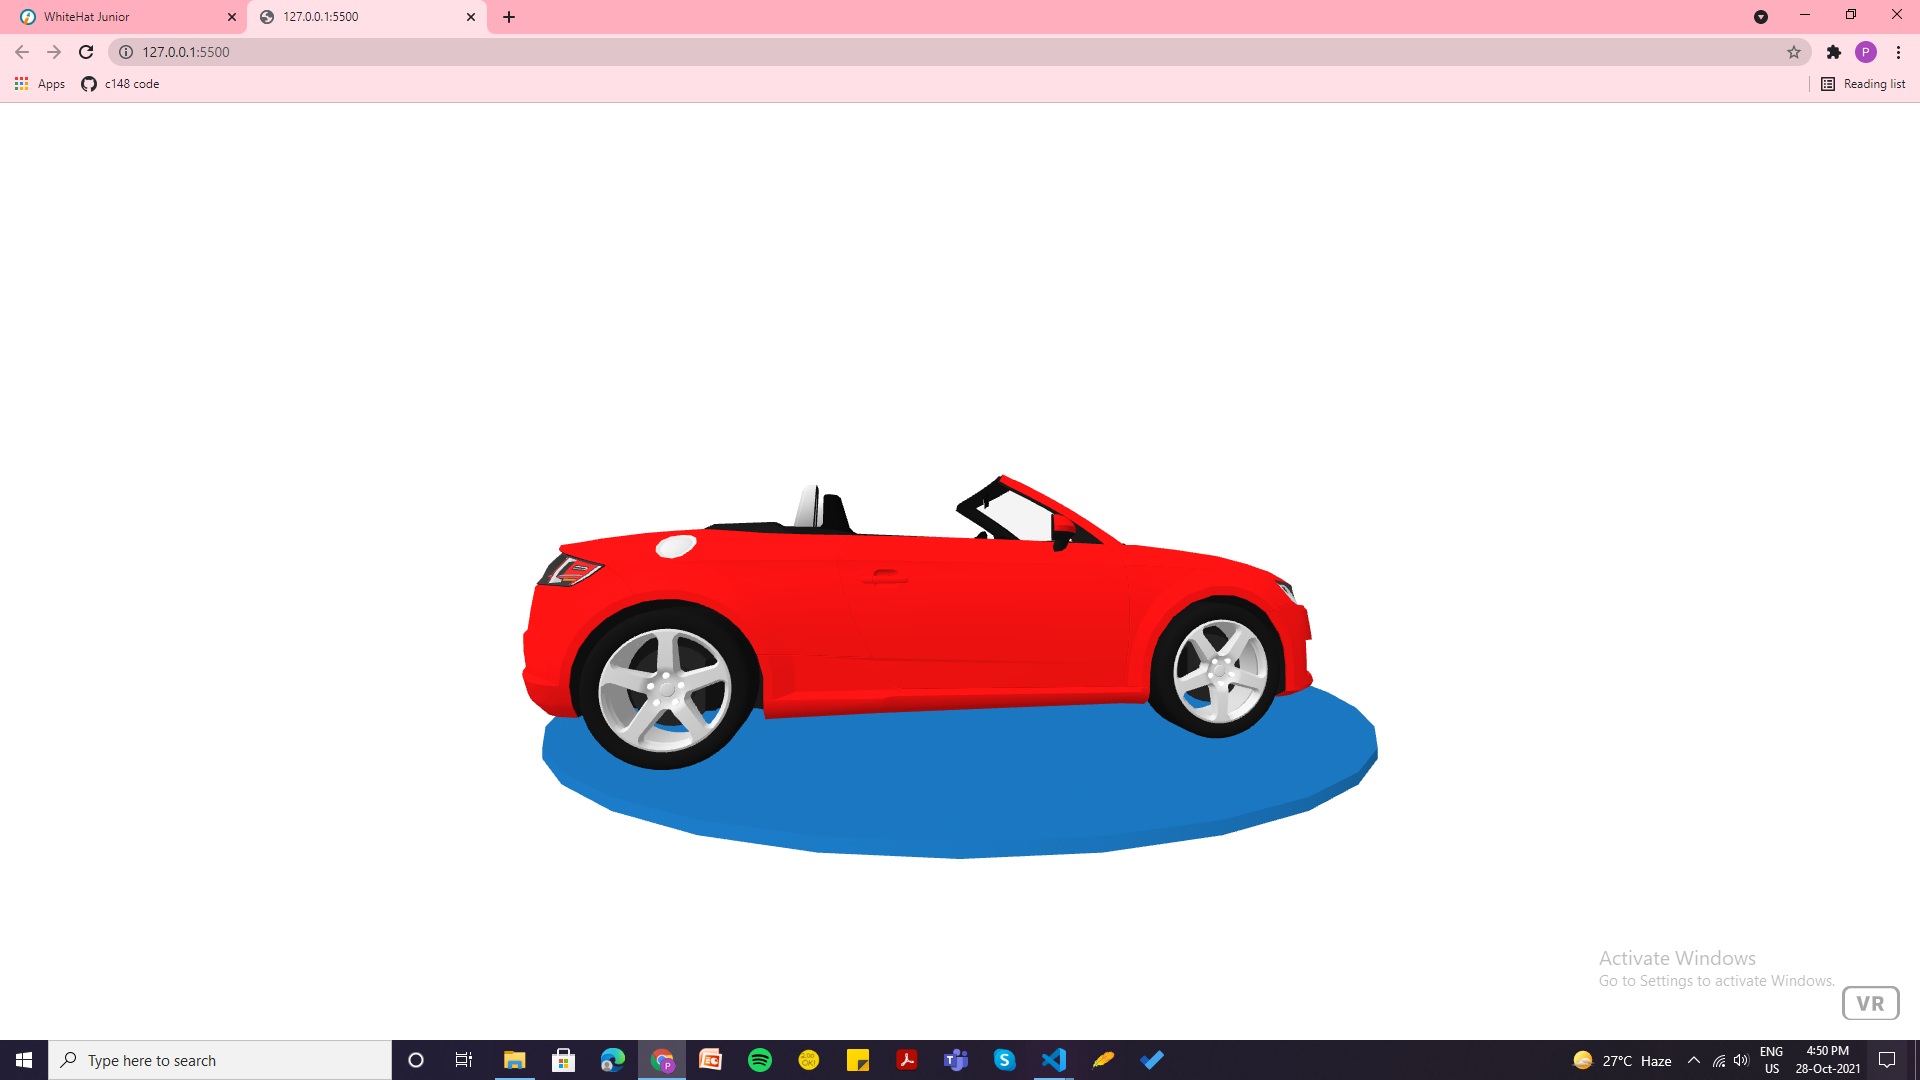 WhiteHat Junior
127.0.0.1:5500
127.0.0.1:5500
P
Apps
c148 code
Reading list
Activate Windows
Go to Settings to activate Windows.
VR
Type here to search
P
T
S
27°C Haze
ENG
US
4:50 PM
28-Oct-2021